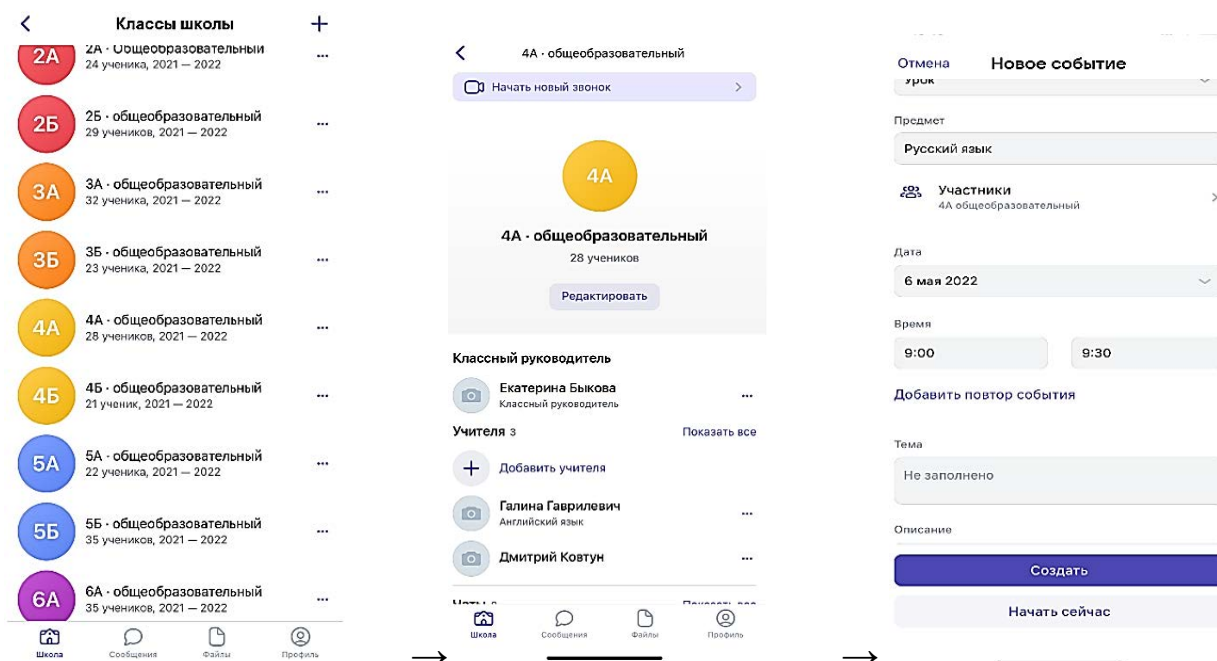 Классы школы
2А
2А · Общеобразовательный
24 ученика, 2021 — 2022
2Б
2Б · общеобразовательный
29 учеников, 2021 — 2022
3А
3А · общеобразовательный
32 ученика, 2021 — 2022
3Б
3Б · общеобразовательный
23 ученика, 2021 — 2022
4А
4А · общеобразовательный
28 учеников, 2021 — 2022
4Б
4Б · общеобразовательный
21 ученик, 2021 — 2022
5А
5А · общеобразовательный
22 ученика, 2021 — 2022
5Б
5Б · общеобразовательный
35 учеников, 2021 — 2022
6А
6А · общеобразовательный
35 учеников, 2021 — 2022
Школа Сообщения Файлы Профиль
4А · общеобразовательный
Начать новый звонок
4А
4А · общеобразовательный
28 учеников
Редактировать
Классный руководитель
Екатерина Быкова
Классный руководитель
Учителя 3 Показать все
Добавить учителя
Галина Гаврилевич
Английский язык
Дмитрий Ковтун
Чаты Показать все
Школа Сообщения Файлы Профиль
Отмена Новое событие
Урок
Предмет
Русский язык
Участники
4А общеобразовательный
Дата
6 мая 2022
Время
9:00 9:30
Добавить повтор события
Тема
Не заполнено
Описание
Создать
Начать сейчас